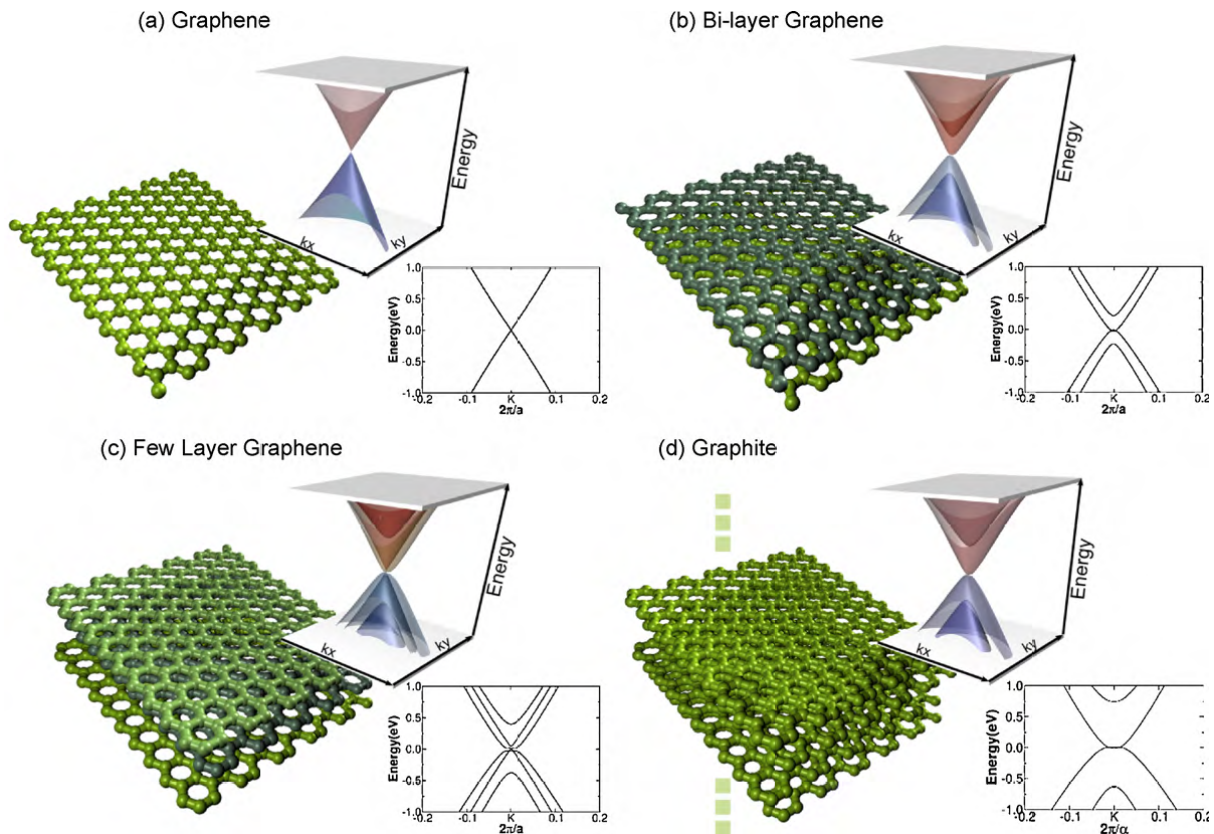 (a) Graphene
Energy
kx
ky
Energy(eV)
1.0
0.5
0.0
-0.5
-1.0
-0.2
-0.1
K
0.1
0.2
2π/a
(b) Bi-layer Graphene
Energy
kx
ky
Energy(eV)
1.0
0.5
0.0
-0.5
-1.0
-0.2
-0.1
K
0.1
0.2
2π/a
(c) Few Layer Graphene
Energy
kx
ky
Energy(eV)
1.0
0.5
0.0
-0.5
-1.0
-0.2
-0.1
K
0.1
0.2
2π/a
(d) Graphite
Energy
kx
ky
Energy(eV)
1.0
0.5
0.0
-0.5
-1.0
-0.2
-0.1
K
0.1
0.2
2π/α